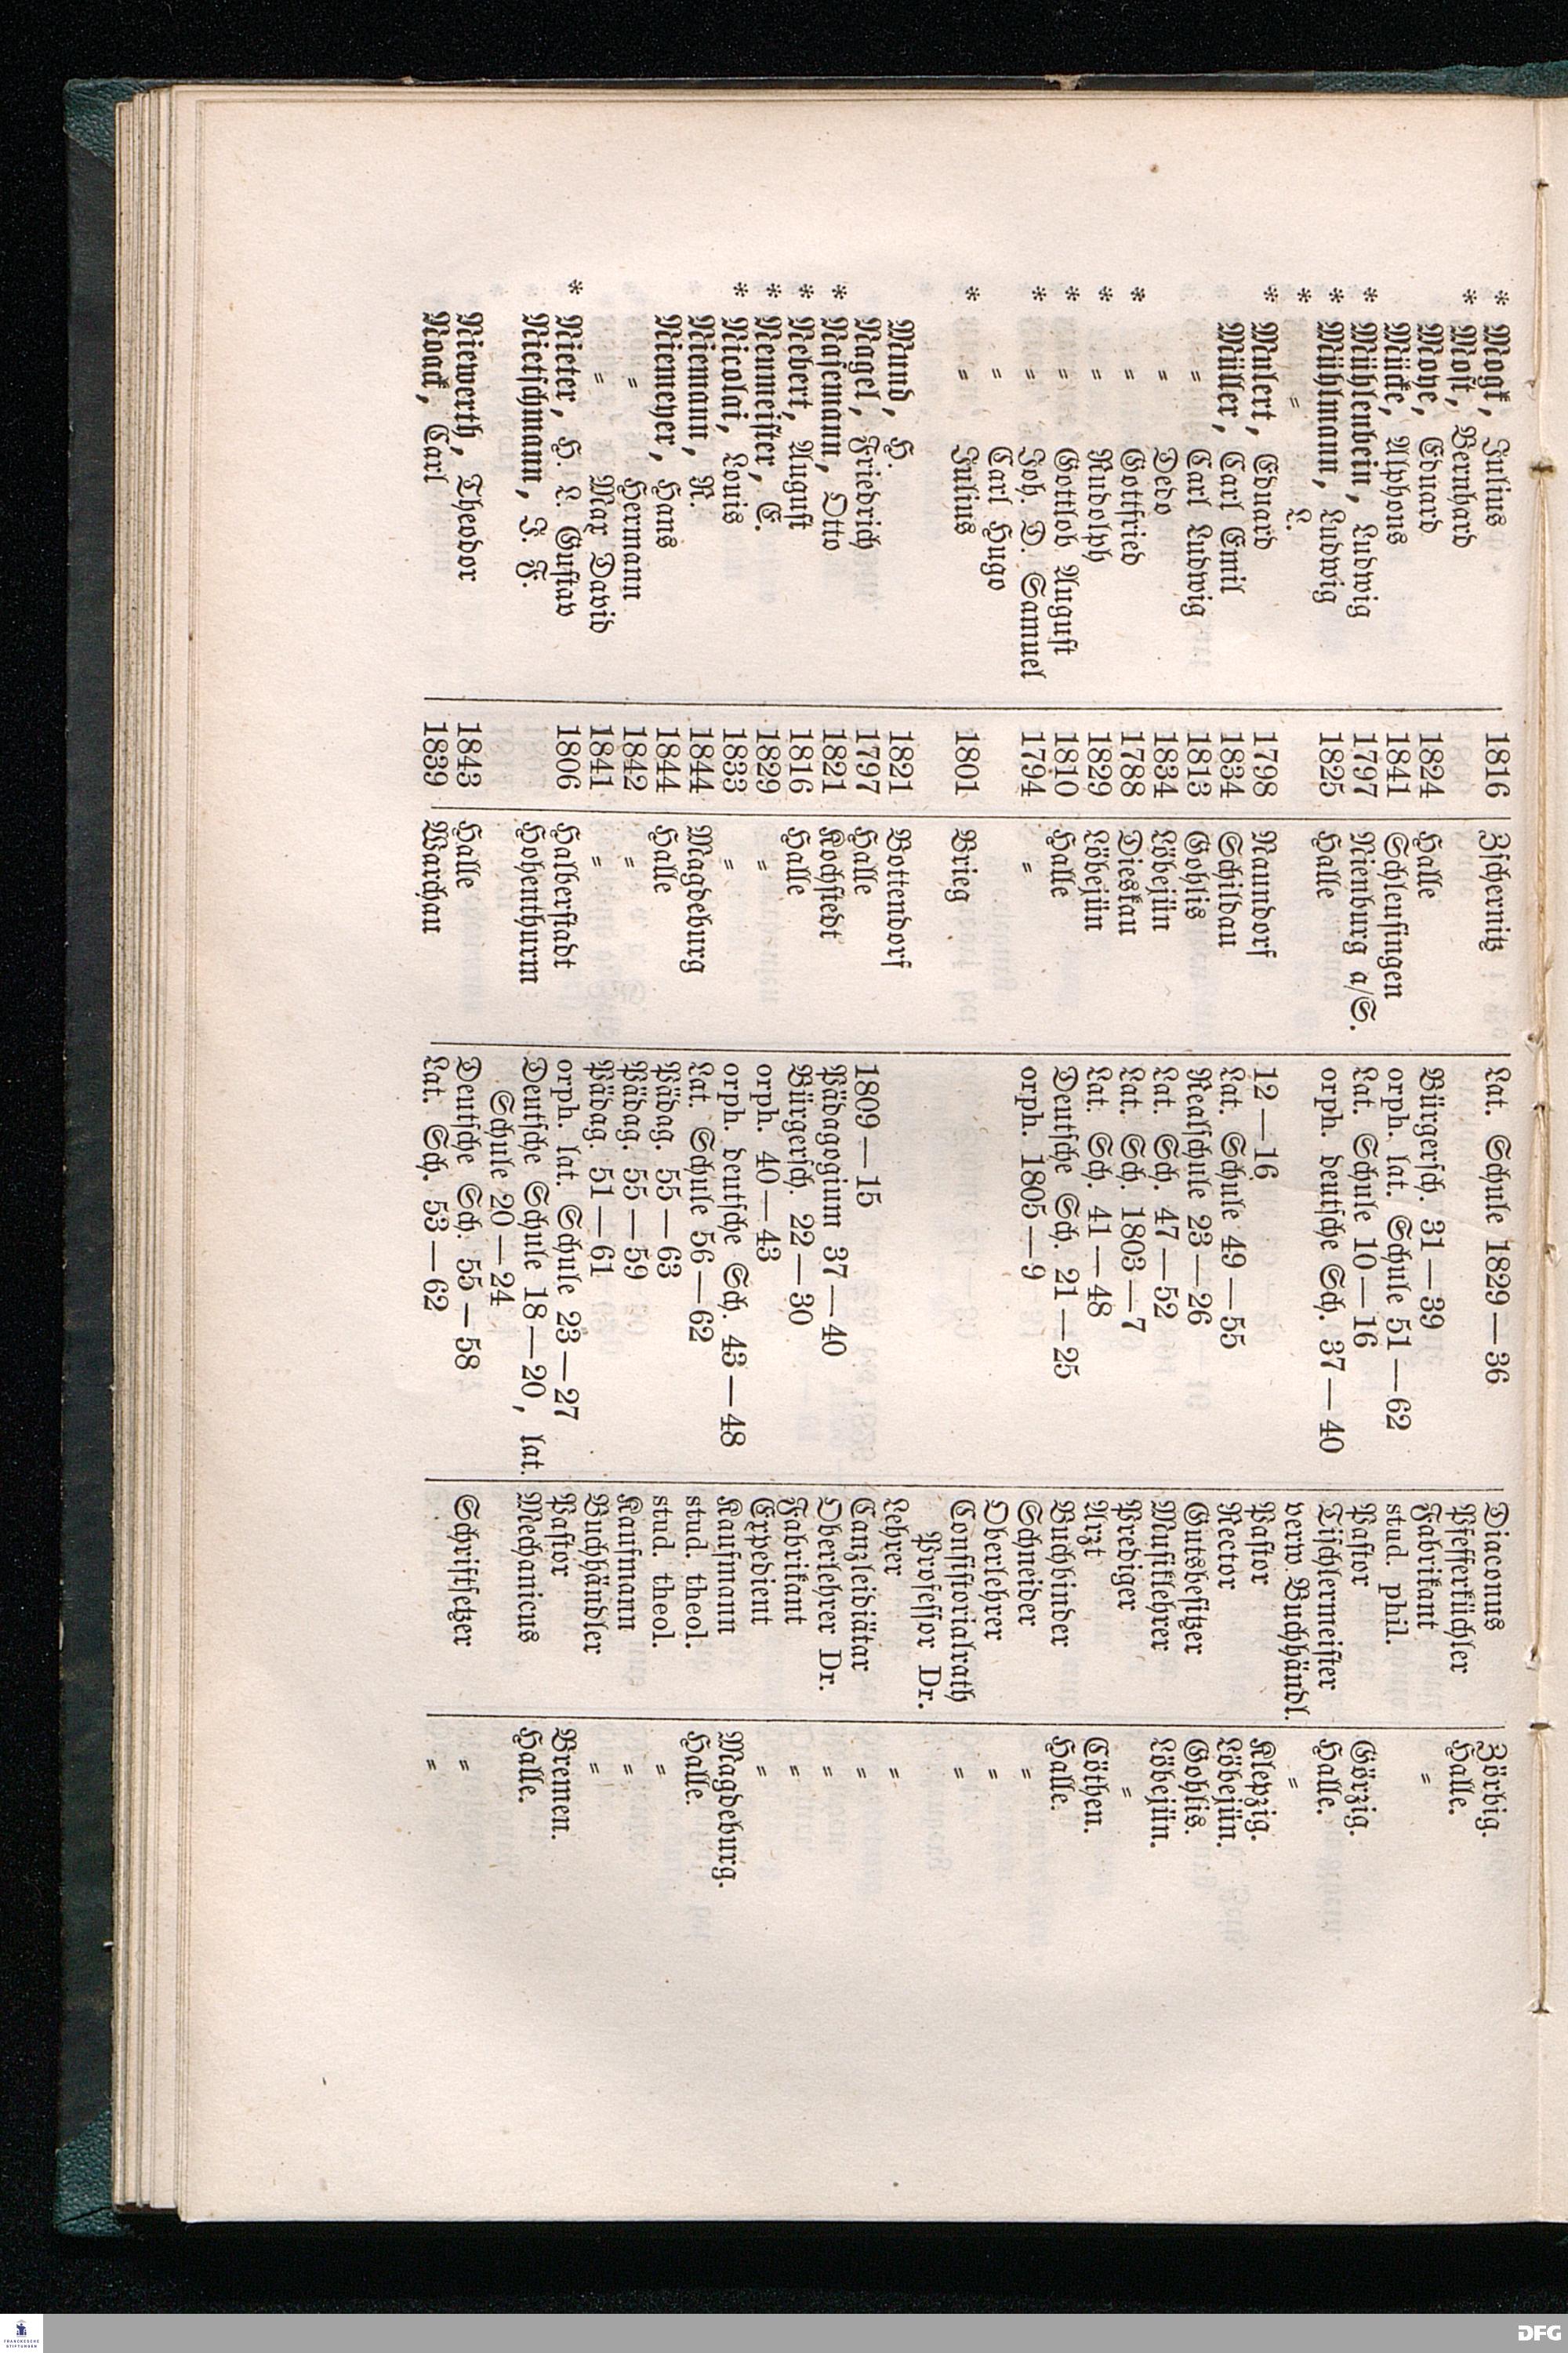 * Mogk, Julius 1816 Zschernitz Lat. Schule 1829—36 Diaconus Zörbig.
* Most, Bernhard Pfefferküchler Halle.
Moye, Eduard 1824 Halle Bürgersch. 31—39 Fabrikant „
Mücke, Alphons 1841 Schleusingen orph. lat. Schule 51—62 stud. phil.
* Mühlenbein, Ludwig 1797 Nienburg a/S. Lat. Schule 10—16 Pastor Görzig.
* Mühlmann, Ludwig 1825 Halle orph. deutsche Sch. 37—40 Tischlermeister Halle.
* „ L. verw. Buchhändl. „
* Mulert, Eduard 1798 Naundorf 12—16 Pastor Klepzig.
Müller, Carl Emil 1834 Schildau Lat. Schule 49—55 Rector Löbejün.
„ Carl Ludwig 1813 Gohlis Realschule 23—26 Gutsbesitzer Gohlis.
„ Dedo 1834 Löbejün Lat. Sch. 47—52 Musiklehrer Löbejün.
* „ Gottfried 1788 Dieskau Lat. Sch. 1803—7 Prediger „
* „ Rudolph 1829 Löbejün Lat. Sch. 41—48 Arzt Cöthen.
* „ Gottlob August 1810 Halle Deutsche Sch. 21—25 Buchbinder Halle.
* „ Joh. D. Samuel 1794 „ orph. 1805—9 Schneider „
„ Carl Hugo Oberlehrer „
* „ Julius 1801 Brieg Consistorialrath „
Professor Dr.
Mund, H. 1821 Bottendorf Lehrer „
Nagel, Friedrich 1797 Halle 1809—15 Canzleidiätar „
* Nasemann, Otto 1821 Kochstedt Pädagogium 37—40 Oberlehrer Dr. „
* Nebert, August 1816 Halle Bürgersch. 22—30 Fabrikant „
* Neumeister, C. 1829 „ orph. 40—43 Expedient „
* Nicolai, Louis 1833 „ orph. deutsche Sch. 43—48 Kaufmann Magdeburg.
Niemann, R. 1844 Magdeburg Lat. Schule 56—62 stud. theol. Halle.
Niemeyer, Hans 1844 Halle Pädag. 55—63 stud. theol. „
„ Hermann 1842 „ Pädag. 55—59 Kaufmann „
„ Max David 1841 „ Pädag. 51—61 Buchhändler „
* Nieter, H. L. Gustav 1806 Halberstadt orph. lat. Schule 23—27 Pastor Bremen.
Nietschmann, J. F. Hohenthurm Deutsche Schule 18—20, lat. Mechanicus Halle.
Schule 20—24
Niewerth, Theodor 1843 Halle Deutsche Sch. 55—58 Schriftsetzer „
Noack, Carl 1839 Warchau Lat. Sch. 53—62 „
FRANCKESCHE
STIFTUNGEN
DFG